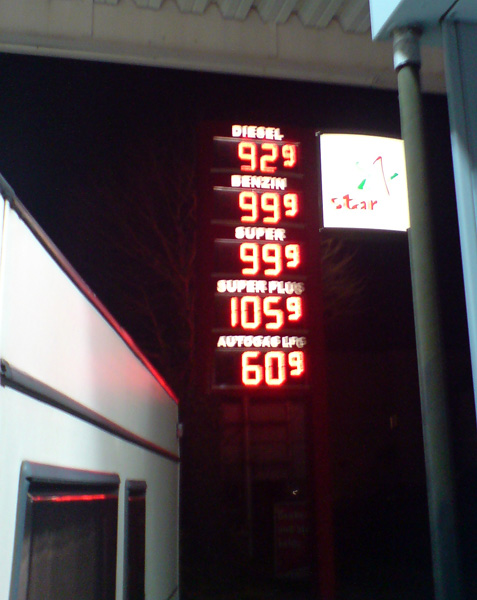 DIESEL
929
BENZIN
999
SUPER
999
SUPER PLUS
1059
AUTOGAS LPG
609
star